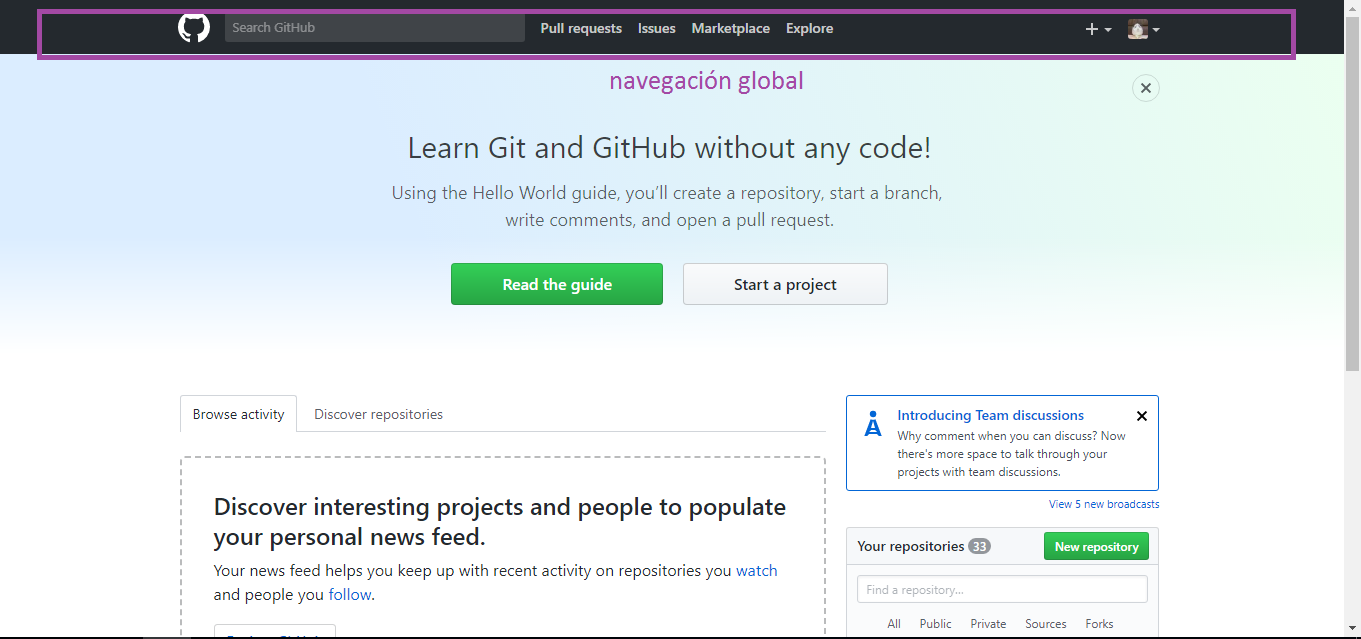 Search GitHub Pull requests Issues Marketplace Explore
navegación global
Learn Git and GitHub without any code!
Using the Hello World guide, you'll create a repository, start a branch,
write comments, and open a pull request.
Read the guide Start a project
Browse activity Discover repositories
Discover interesting projects and people to populate
your personal news feed.
Your news feed helps you keep up with recent activity on repositories you watch
and people you follow.
Introducing Team discussions
Why comment when you can discuss? Now
there's more space to talk through your
projects with team discussions.
View 5 new broadcasts
Your repositories 33 New repository
Find a repository...
All Public Private Sources Forks